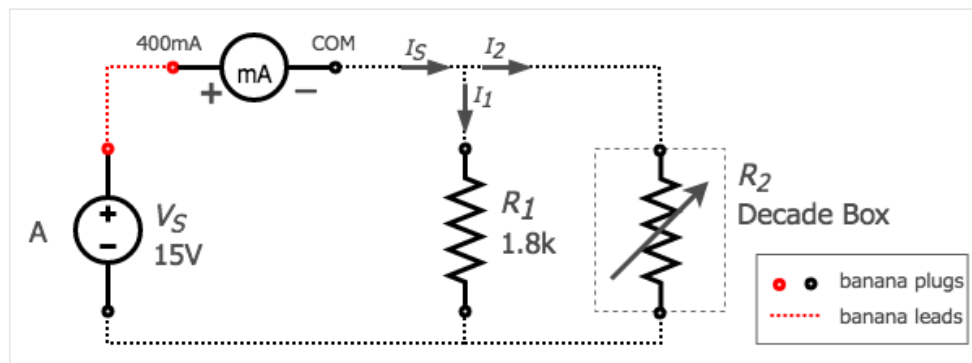 400mA
COM
mA
+
−
I_S
I_2
I_1
A
+
−
V_S
15V
R_1
1.8k
R_2
Decade Box
banana plugs
banana leads